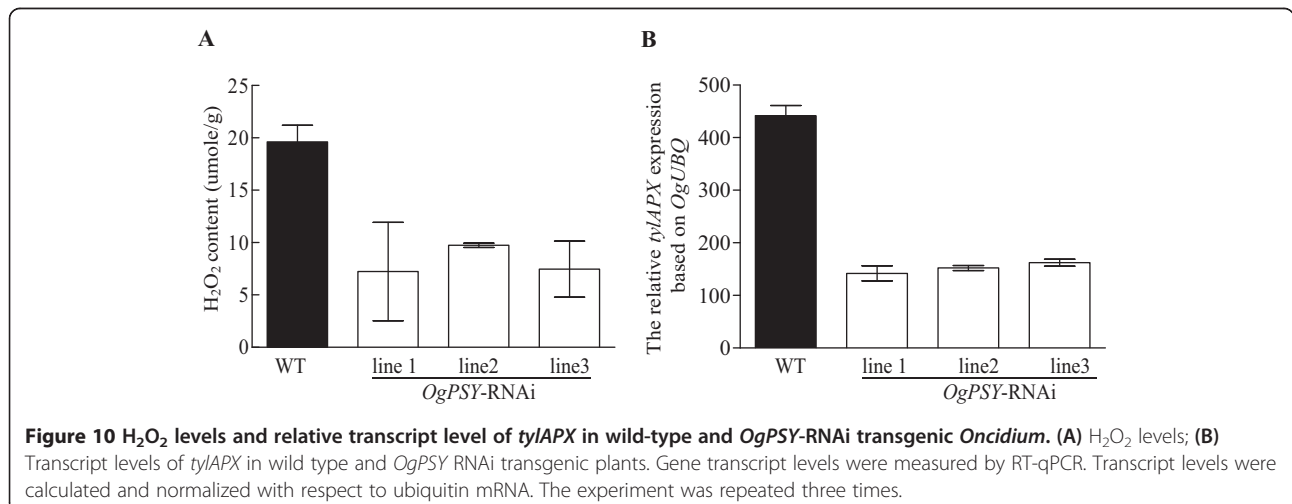 A
B
H₂O₂ content (umole/g)
25
20
15
10
5
0
WT
line 1
line2
line3
OgPSY-RNAi
The relative tylAPX expression
based on OgUBQ
500
400
300
200
100
0
WT
line 1
line2
line3
OgPSY-RNAi
Figure 10 H₂O₂ levels and relative transcript level of tylAPX in wild-type and OgPSY-RNAi transgenic Oncidium. (A) H₂O₂ levels; (B)
Transcript levels of tylAPX in wild type and OgPSY RNAi transgenic plants. Gene transcript levels were measured by RT-qPCR. Transcript levels were
calculated and normalized with respect to ubiquitin mRNA. The experiment was repeated three times.